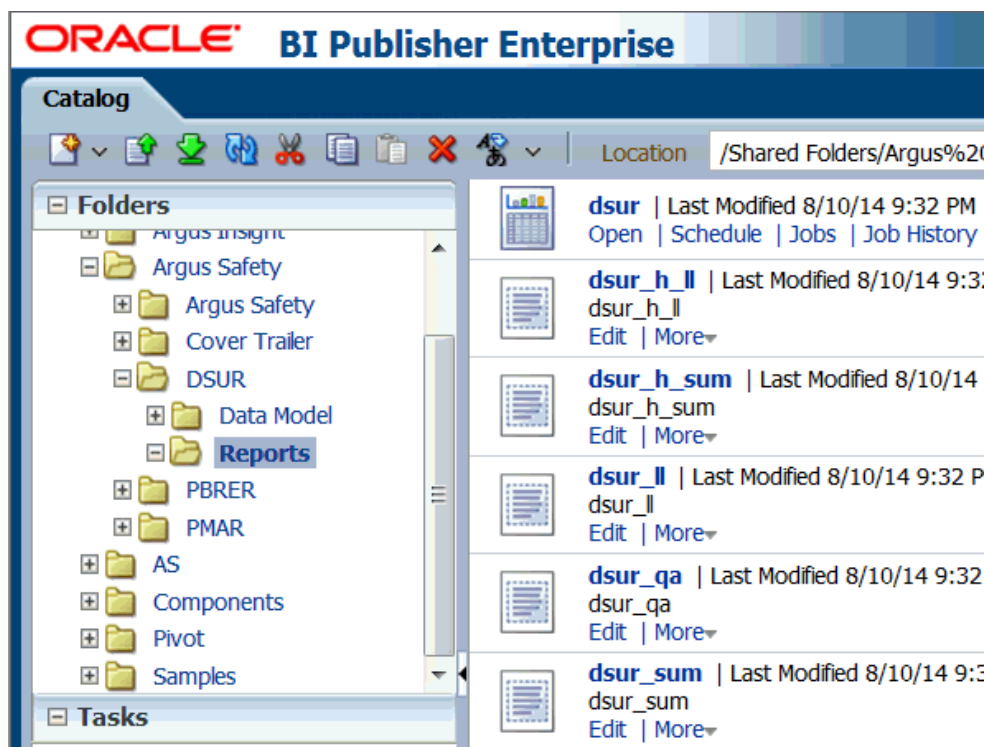 ORACLE BI Publisher Enterprise
Catalog
Location /Shared Folders/Argus%20
Folders
Argus Insight
Argus Safety
Argus Safety
Cover Trailer
DSUR
Data Model
Reports
PBRER
PMAR
AS
Components
Pivot
Samples
Tasks
dsur | Last Modified 8/10/14 9:32 PM
Open | Schedule | Jobs | Job History
dsur_h_ll | Last Modified 8/10/14 9:32
dsur_h_ll
Edit | More
dsur_h_sum | Last Modified 8/10/14
dsur_h_sum
Edit | More
dsur_ll | Last Modified 8/10/14 9:32 P
dsur_ll
Edit | More
dsur_qa | Last Modified 8/10/14 9:32
dsur_qa
Edit | More
dsur_sum | Last Modified 8/10/14 9:3
dsur_sum
Edit | More